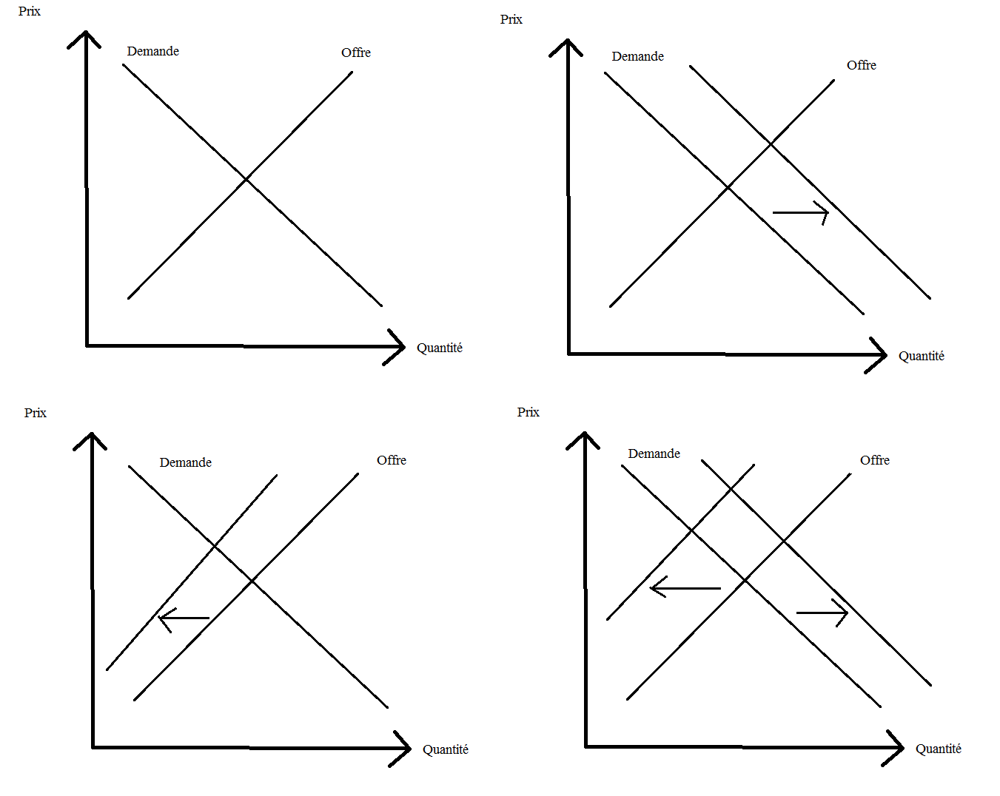 Prix
Demande
Offre
Quantité
Prix
Demande
Offre
Quantité
Prix
Demande
Offre
Quantité
Prix
Demande
Offre
Quantité